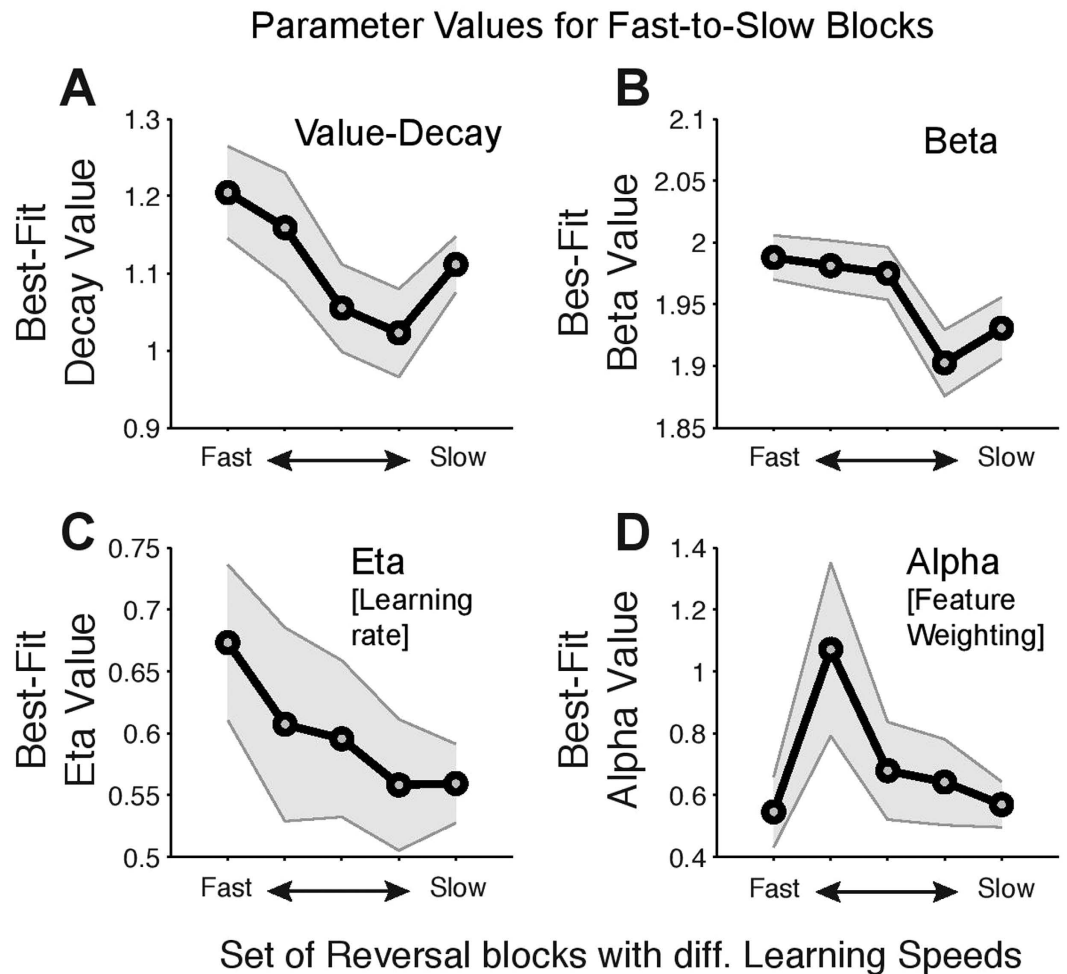 Parameter Values for Fast-to-Slow Blocks
A
Value-Decay
Best-Fit
Decay Value
1.3
1.2
1.1
1
0.9
Fast
Slow
B
Beta
Bes-Fit
Beta Value
2.1
2.05
2
1.95
1.9
1.85
Fast
Slow
C
Eta
[Learning
rate]
Best-Fit
Eta Value
0.75
0.7
0.65
0.6
0.55
0.5
Fast
Slow
D
Alpha
[Feature
Weighting]
Best-Fit
Alpha Value
1.4
1.2
1
0.8
0.6
0.4
Fast
Slow
Set of Reversal blocks with diff. Learning Speeds